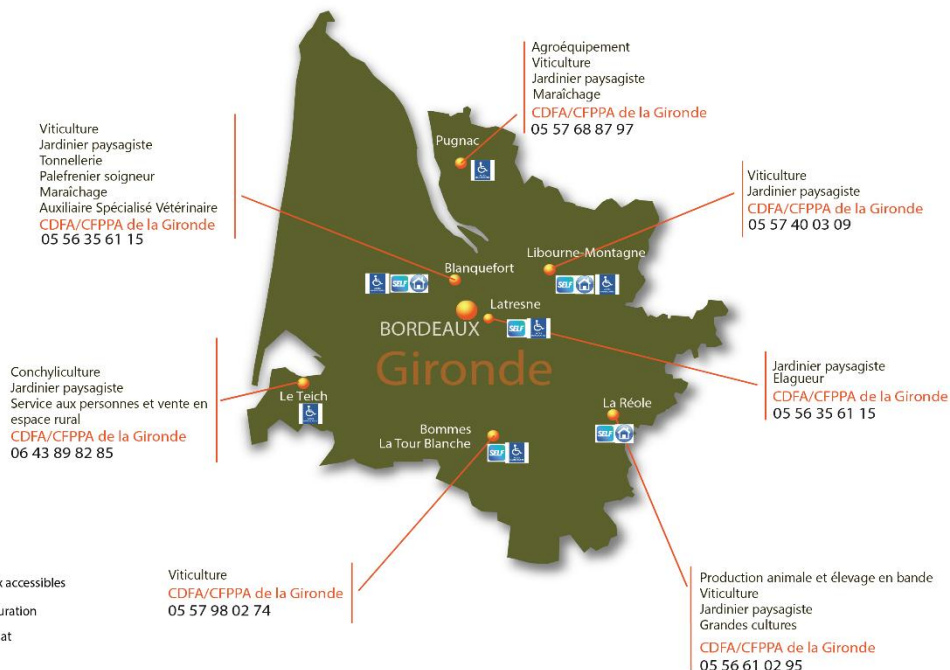 Agroéquipement
Viticulture
Jardinier paysagiste
Maraîchage
CDFA/CFPPA de la Gironde
05 57 68 87 97
Viticulture
Jardinier paysagiste
Tonnellerie
Palefrenier soigneur
Maraîchage
Auxiliaire Spécialisé Vétérinaire
CDFA/CFPPA de la Gironde
05 56 35 61 15
Viticulture
Jardinier paysagiste
CDFA/CFPPA de la Gironde
05 57 40 03 09
Pugnac
Libourne-Montagne
Blanquefort
SELF
SELF
Latresne
BORDEAUX
SELF
Gironde
Jardinier paysagiste
Elagueur
CDFA/CFPPA de la Gironde
05 56 35 61 15
Conchyliculture
Jardinier paysagiste
Service aux personnes et vente en
espace rural
CDFA/CFPPA de la Gironde
06 43 89 82 85
Le Teich
La Réole
SELF
Bommes
La Tour Blanche
SELF
accessibles
Viticulture
CDFA/CFPPA de la Gironde
05 57 98 02 74
Production animale et élevage en bande
Viticulture
Jardinier paysagiste
Grandes cultures
CDFA/CFPPA de la Gironde
05 56 61 02 95